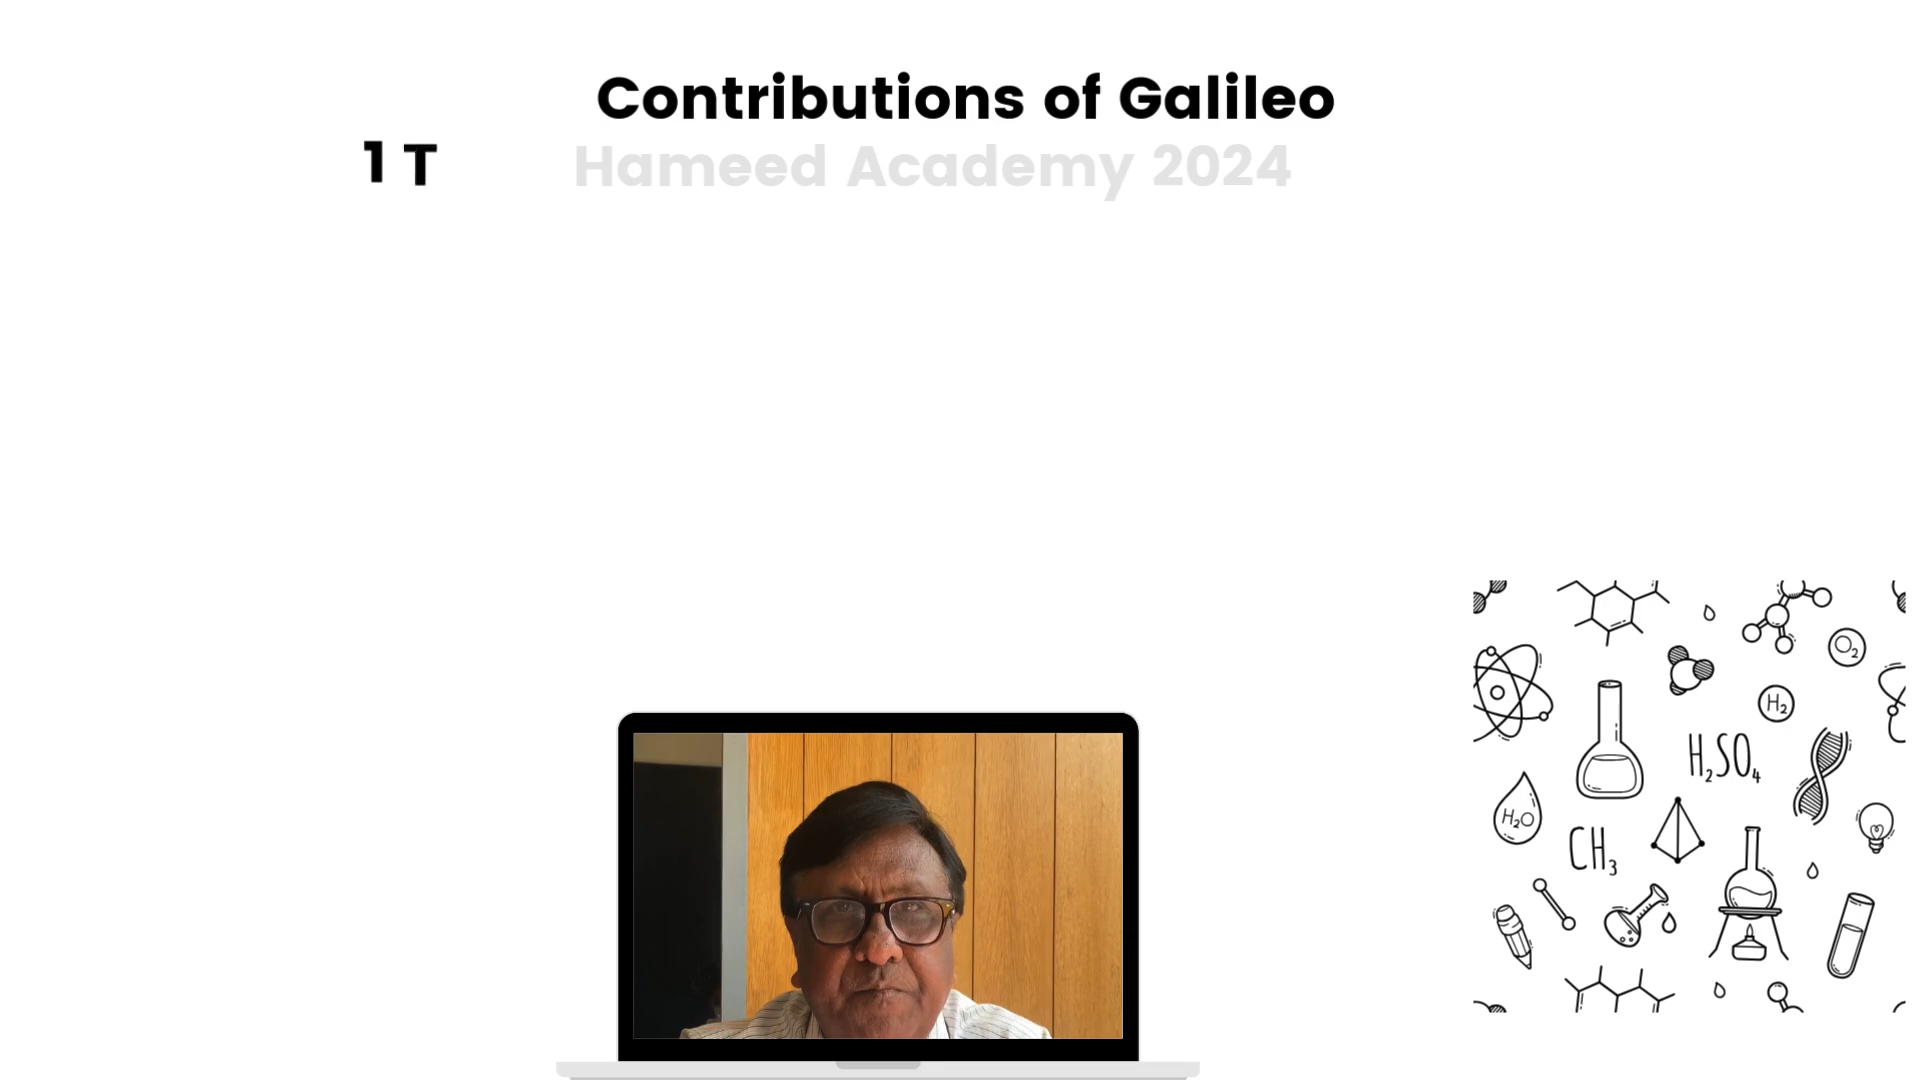 Contributions of Galileo
1 T
Hameed Academy 2024
O2
H2
H2SO4
H2O
CH3